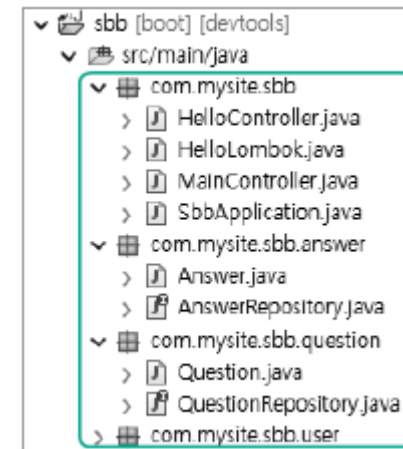 sbb [boot] [devtools]
src/main/java
com.mysite.sbb
HelloController.java
HelloLombok.java
MainController.java
SbbApplication.java
com.mysite.sbb.answer
Answer.java
AnswerRepository.java
com.mysite.sbb.question
Question.java
QuestionRepository.java
com.mysite.sbb.user